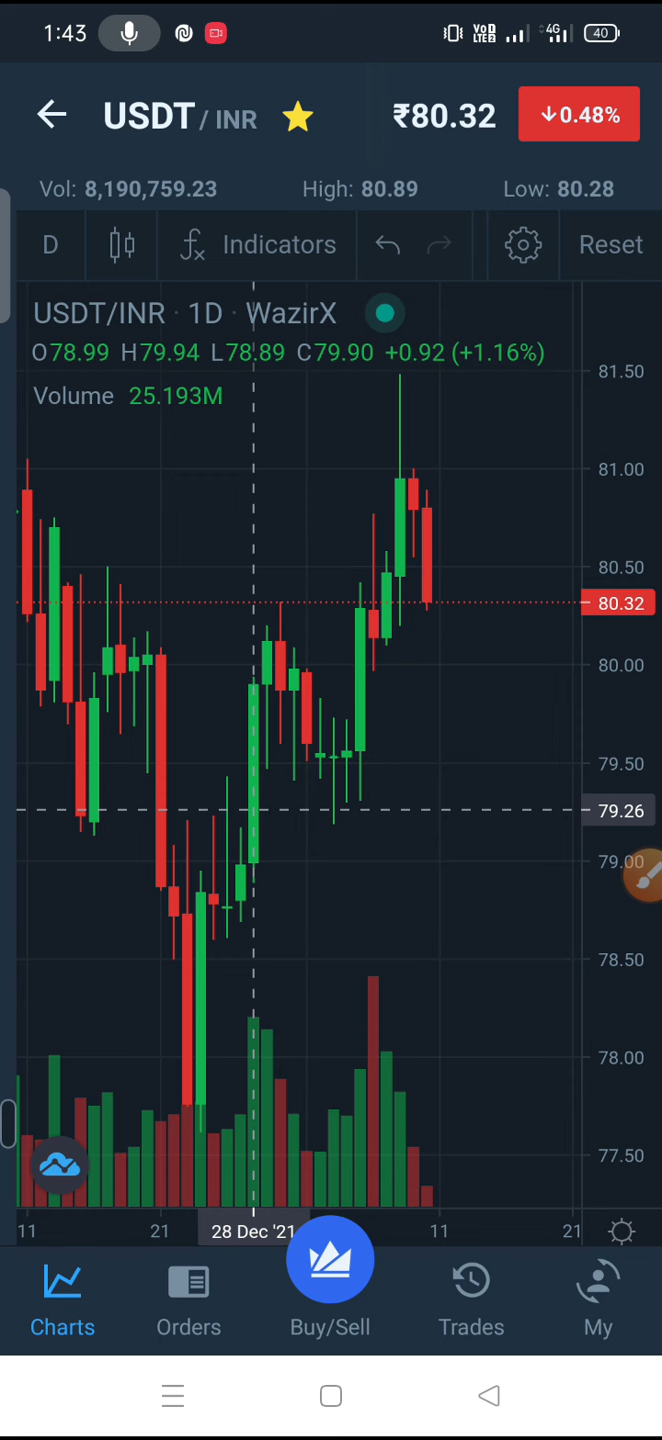 1:43 VoD 1 LTE2 4G 40
USDT / INR ₹80.32 ↓0.48%
Vol: 8,190,759.23 High: 80.89 Low: 80.28
D Indicators Reset
USDT/INR · 1D · WazirX
O78.99 H79.94 L78.89 C79.90 +0.92 (+1.16%)
Volume 25.193M
81.50
81.00
80.50
80.32
80.00
79.50
79.26
79.00
78.50
78.00
77.50
11 21 28 Dec '21 11 21
Charts Orders Buy/Sell Trades My